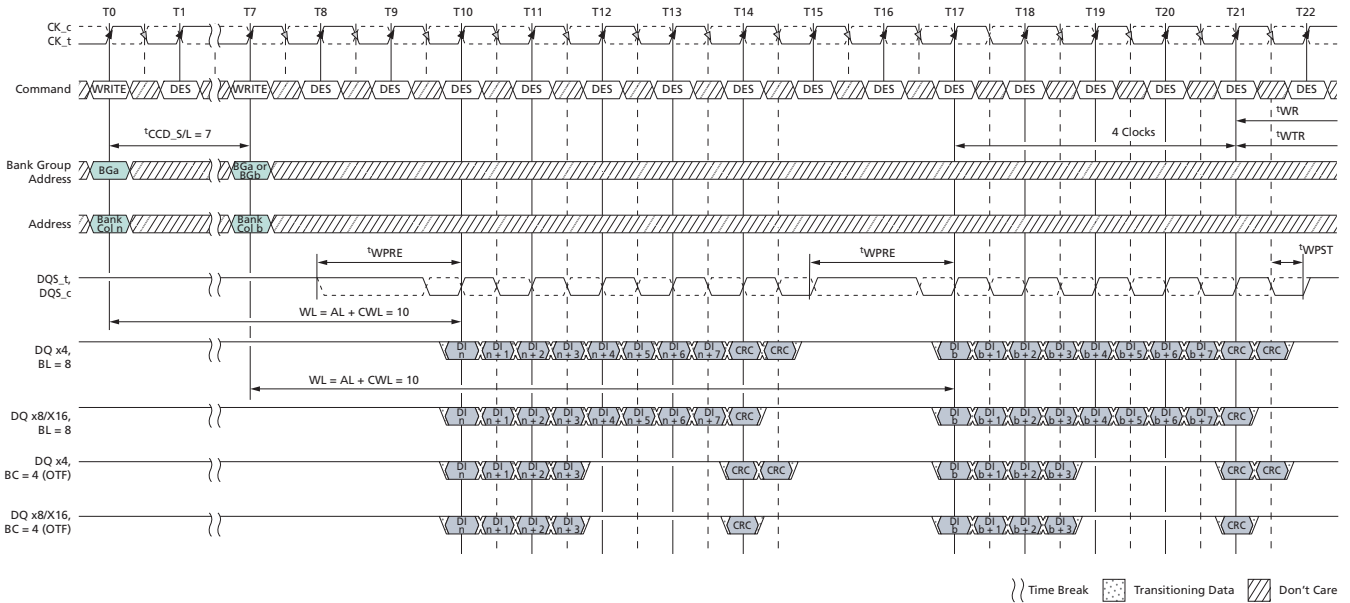 T0 T1 T7 T8 T9 T10 T11 T12 T13 T14 T15 T16 T17 T18 T19 T20 T21 T22
CK_c
CK_t
Command WRITE DES WRITE DES DES DES DES DES DES DES DES DES DES DES DES DES DES DES
tWR
tCCD_S/L = 7 4 Clocks tWTR
Bank Group
Address
BGa BGa or
BGb
Address Bank
Col n Bank
Col b
tWPRE tWPRE tWPST
DQS_t,
DQS_c
WL = AL + CWL = 10
DQ x4,
BL = 8
DI
n DI
n + 1 DI
n + 2 DI
n + 3 DI
n + 4 DI
n + 5 DI
n + 6 DI
n + 7 CRC CRC DI
b DI
b + 1 DI
b + 2 DI
b + 3 DI
b + 4 DI
b + 5 DI
b + 6 DI
b + 7 CRC CRC
WL = AL + CWL = 10
DQ x8/X16,
BL = 8
DI
n DI
n + 1 DI
n + 2 DI
n + 3 DI
n + 4 DI
n + 5 DI
n + 6 DI
n + 7 CRC DI
b DI
b + 1 DI
b + 2 DI
b + 3 DI
b + 4 DI
b + 5 DI
b + 6 DI
b + 7 CRC
DQ x4,
BC = 4 (OTF)
DI
n DI
n + 1 DI
n + 2 DI
n + 3 CRC CRC DI
b DI
b + 1 DI
b + 2 DI
b + 3 CRC CRC
DQ x8/X16,
BC = 4 (OTF)
DI
n DI
n + 1 DI
n + 2 DI
n + 3 CRC DI
b DI
b + 1 DI
b + 2 DI
b + 3 CRC
Time Break Transitioning Data Don't Care